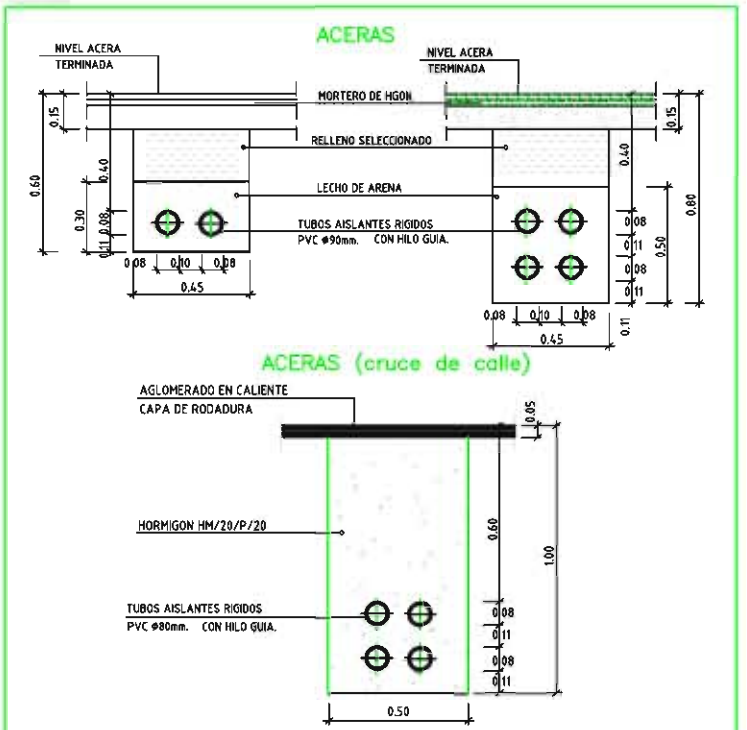 ACERAS
NIVEL ACERA
TERMINADA
NIVEL ACERA
TERMINADA
MORTERO DE HGON
RELLENO SELECCIONADO
LECHO DE ARENA
TUBOS AISLANTES RIGIDOS
PVC ø90mm. CON HILO GUIA.
0.60
0.15
0.40
0.30
0.08
0.11
0.08 0.10 0.08
0.45
0.15
0.40
0.80
0.08
0.11
0.50
0.08
0.11
0.11
0.08 0.10 0.08
0.45
ACERAS (cruce de calle)
AGLOMERADO EN CALIENTE
CAPA DE RODADURA
0.05
HORMIGON HM/20/P/20
0.60
1.00
TUBOS AISLANTES RIGIDOS
PVC ø80mm. CON HILO GUIA.
0.08
0.11
0.08
0.11
0.50